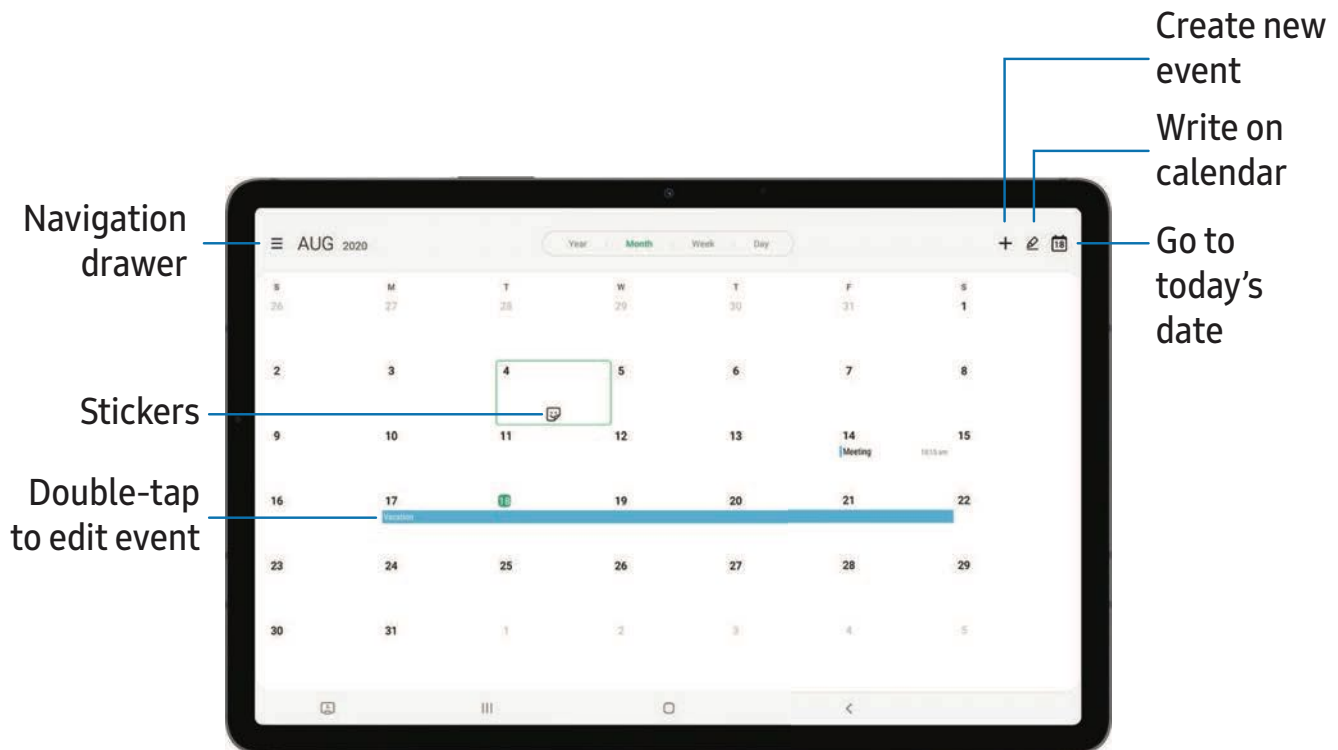 Create new
event
Write on
calendar
Go to
today’s
date
Navigation
drawer
Stickers
Double-tap
to edit event
AUG 2020
Year Month Week Day
18
S M T W T F S
26 27 28 29 30 31 1
2 3 4 5 6 7 8
9 10 11 12 13 14 15
Meeting
16 17 18 19 20 21 22
Vacation
23 24 25 26 27 28 29
30 31 1 2 3 4 5